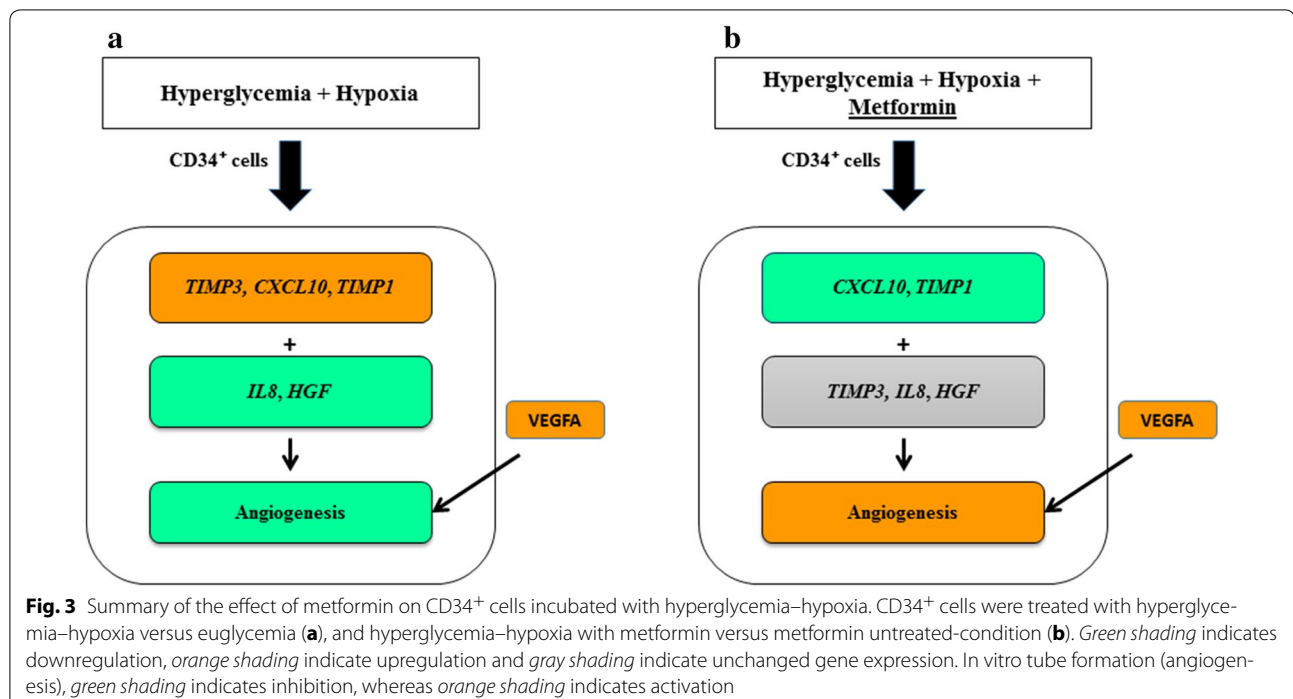 a
Hyperglycemia + Hypoxia
CD34⁺ cells
TIMP3, CXCL10, TIMP1
+
IL8, HGF
VEGFA
Angiogenesis
b
Hyperglycemia + Hypoxia +
Metformin
CD34⁺ cells
CXCL10, TIMP1
+
TIMP3, IL8, HGF
VEGFA
Angiogenesis
Fig. 3 Summary of the effect of metformin on CD34⁺ cells incubated with hyperglycemia–hypoxia. CD34⁺ cells were treated with hyperglyce-
mia–hypoxia versus euglycemia (a), and hyperglycemia–hypoxia with metformin versus metformin untreated-condition (b). Green shading indicates
downregulation, orange shading indicate upregulation and gray shading indicate unchanged gene expression. In vitro tube formation (angiogen-
esis), green shading indicates inhibition, whereas orange shading indicates activation